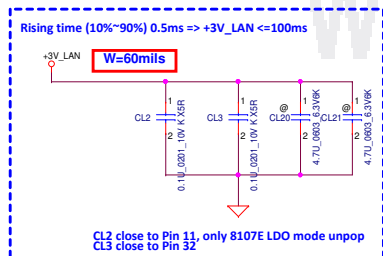 Rising time (10%~90%) 0.5ms => +3V_LAN <=100ms
+3V_LAN
W=60mils
1
1
@
1
@
1
CL2
CL3
CL20
CL21
2
2
2
2
0.1U_0201_10V K X5R
0.1U_0201_10V K X5R
4.7U_0603_6.3V6K
4.7U_0603_6.3V6K
CL2 close to Pin 11, only 8107E LDO mode unpop
CL3 close to Pin 32